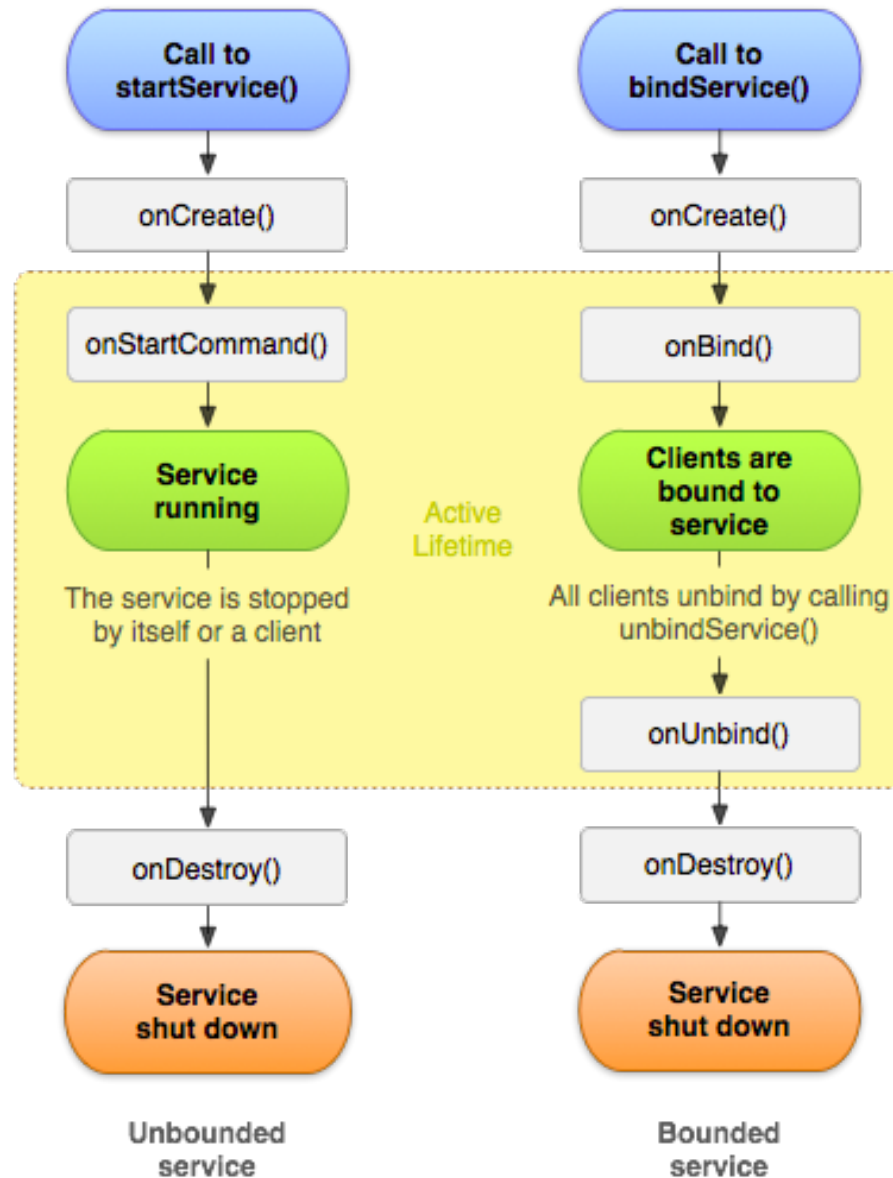 Call to
startService()
onCreate()
onStartCommand()
Service
running
The service is stopped
by itself or a client
onDestroy()
Service
shut down
Unbounded
service
Active
Lifetime
Call to
bindService()
onCreate()
onBind()
Clients are
bound to
service
All clients unbind by calling
unbindService()
onUnbind()
onDestroy()
Service
shut down
Bounded
service